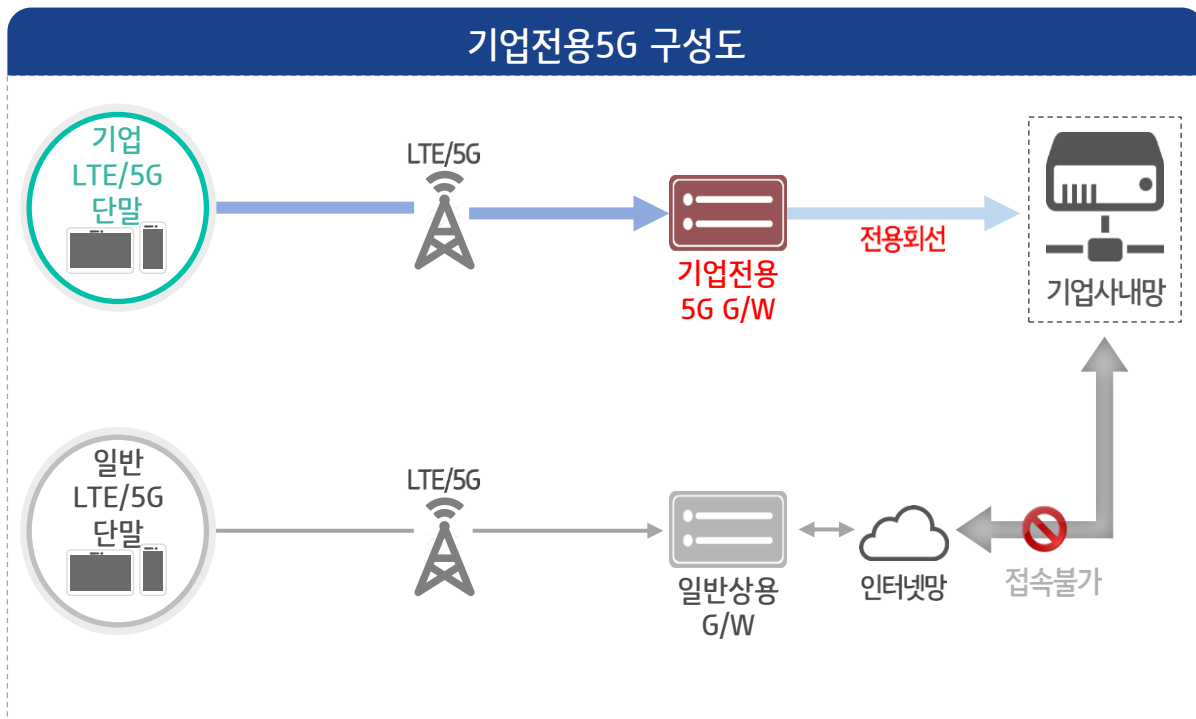 기업전용5G 구성도
기업
LTE/5G
단말
LTE/5G
기업전용
5G G/W
전용회선
기업사내망
일반
LTE/5G
단말
LTE/5G
일반상용
G/W
인터넷망
접속불가